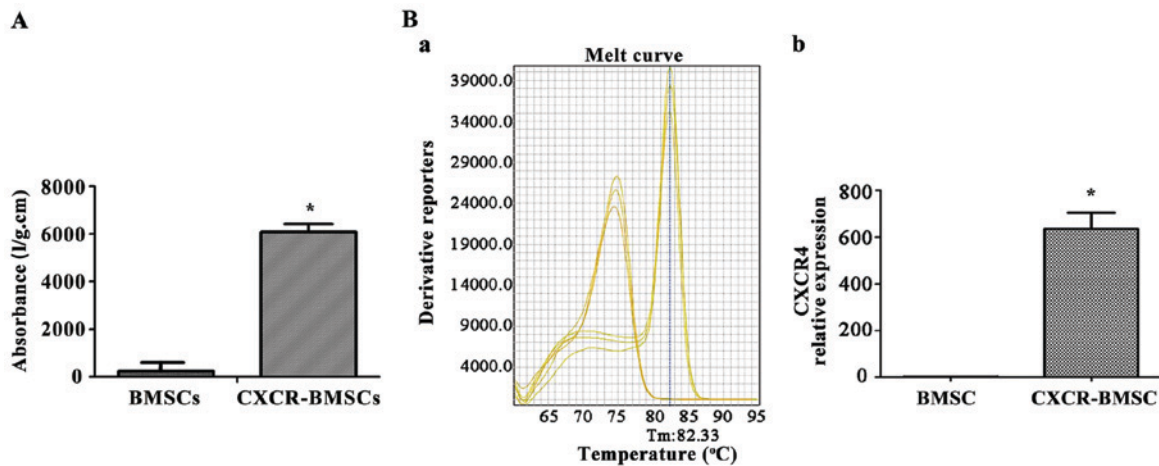 A
Absorbance (l/g.cm)
8000
6000
4000
2000
0
*
BMSCs
CXCR-BMSCs
B
a
Melt curve
Derivative reporters
39000.0
34000.0
29000.0
24000.0
19000.0
14000.0
9000.0
4000.0
65 70 75 80 85 90 95
Tm:82.33
Temperature (°C)
b
CXCR4
relative expression
800
600
400
200
0
*
BMSC
CXCR-BMSC